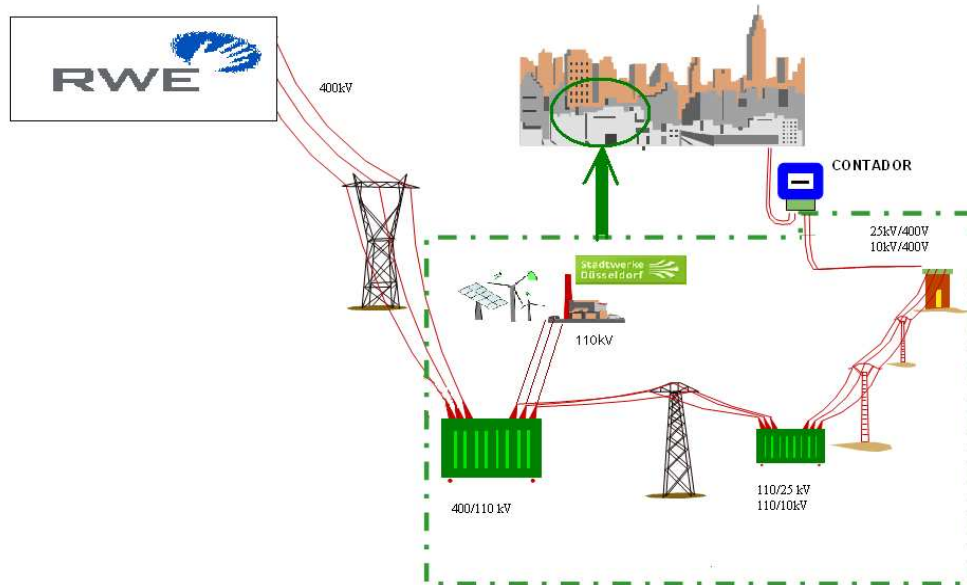 RWE
400kV
CONTADOR
25kV/400V
10kV/400V
Stadtwerke
Düsseldorf
110kV
400/110 kV
110/25 kV
110/10kV